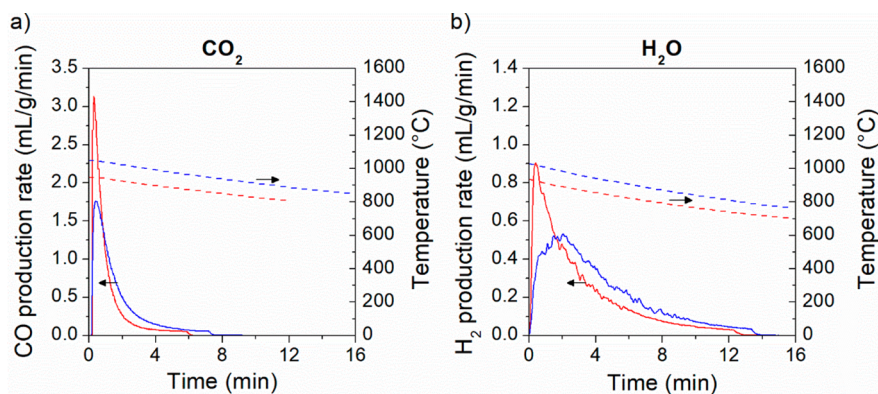 a)
CO2
CO production rate (mL/g/min)
3.5
3.0
2.5
2.0
1.5
1.0
0.5
0.0
1600
1400
1200
1000
800
600
400
200
0
Temperature (°C)
0 4 8 12 16
Time (min)
b)
H2O
H2 production rate (mL/g/min)
1.4
1.2
1.0
0.8
0.6
0.4
0.2
0.0
1600
1400
1200
1000
800
600
400
200
0
Temperature (°C)
0 4 8 12 16
Time (min)